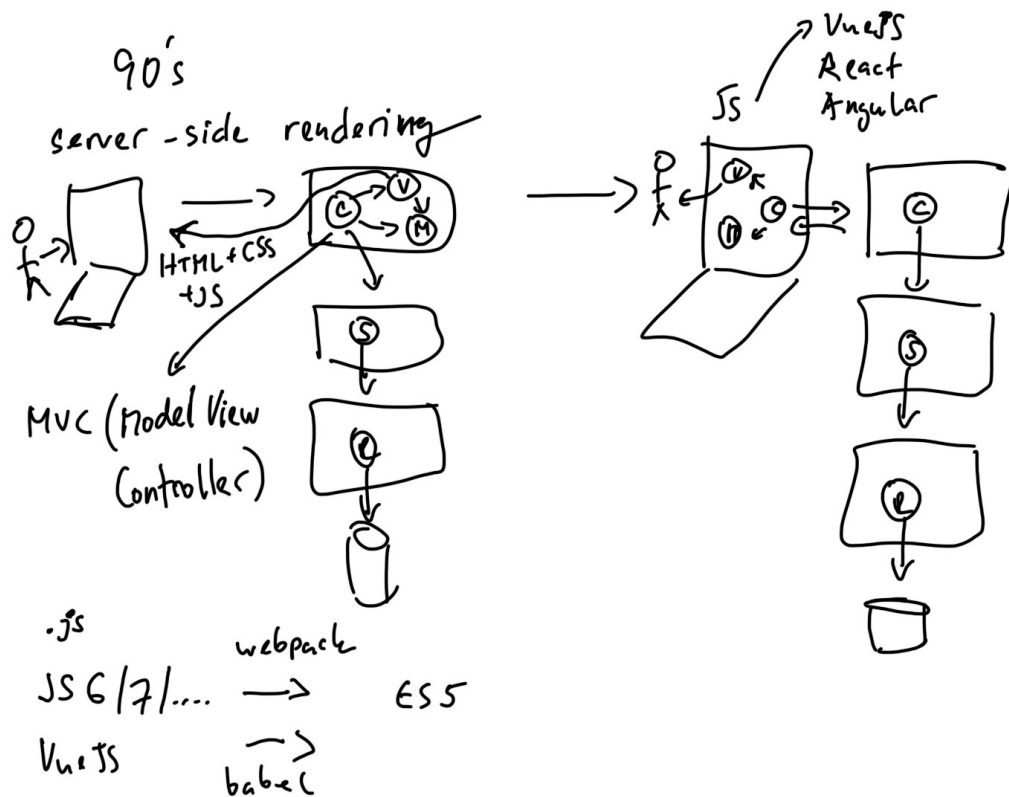 90's
server-side rendering
HTML+CSS
+JS
C
V
M
S
R
MVC (Model View
Controller)
JS
VueJS
React
Angular
V
C
M
C
S
R
.js
JS 6/7/....
webpack
ES5
VueJS
babel